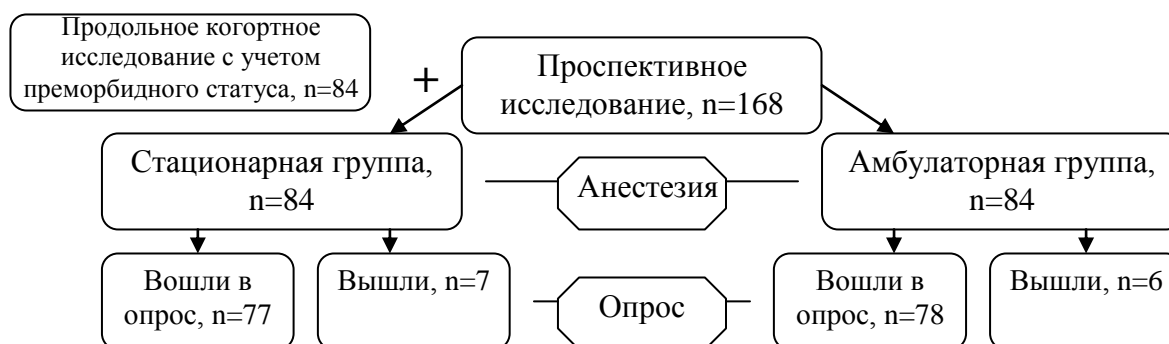 Продольное когортное
исследование с учетом
преморбидного статуса, n=84
+
Проспективное
исследование, n=168
Стационарная группа,
n=84
Анестезия
Амбулаторная группа,
n=84
Вошли в
опрос, n=77
Вышли, n=7
Опрос
Вошли в
опрос, n=78
Вышли, n=6